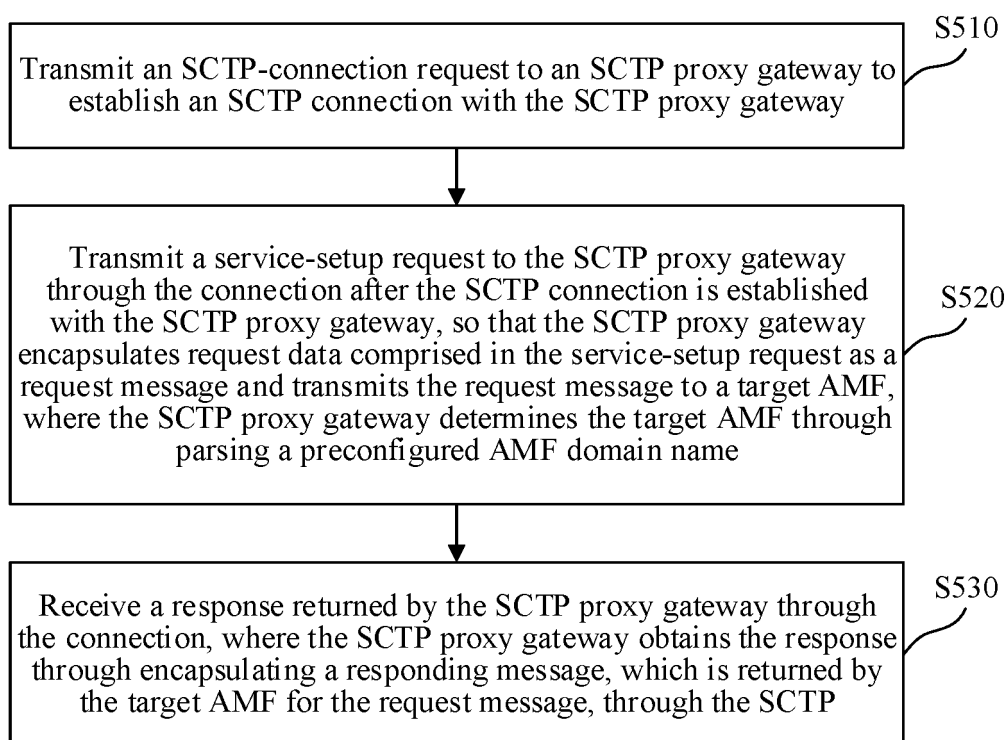 S510
Transmit an SCTP-connection request to an SCTP proxy gateway to
establish an SCTP connection with the SCTP proxy gateway
Transmit a service-setup request to the SCTP proxy gateway
through the connection after the SCTP connection is established
with the SCTP proxy gateway, so that the SCTP proxy gateway
encapsulates request data comprised in the service-setup request as a
request message and transmits the request message to a target AMF,
where the SCTP proxy gateway determines the target AMF through
parsing a preconfigured AMF domain name
S520
Receive a response returned by the SCTP proxy gateway through
the connection, where the SCTP proxy gateway obtains the response
through encapsulating a responding message, which is returned by
the target AMF for the request message, through the SCTP
S530